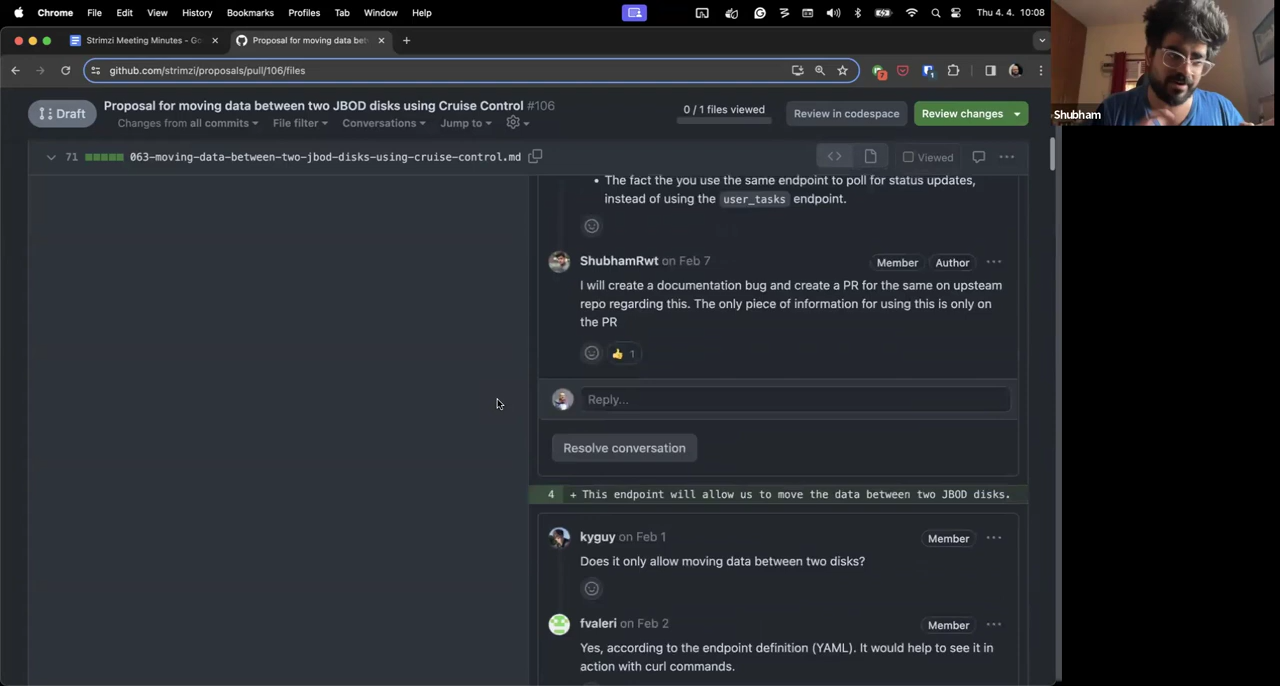 Chrome File Edit View History Bookmarks Profiles Tab Window Help Thu 4. 4. 10:08
Strimzi Meeting Minutes - Go
Proposal for moving data bet
github.com/strimzi/proposals/pull/106/files
7
1
Draft
Proposal for moving data between two JBOD disks using Cruise Control #106
Changes from all commits File filter Conversations Jump to
0 / 1 files viewed
Review in codespace
Review changes
71 063-moving-data-between-two-jbod-disks-using-cruise-control.md
Viewed
• The fact the you use the same endpoint to poll for status updates,
instead of using the user_tasks endpoint.
ShubhamRwt on Feb 7 Member Author
I will create a documentation bug and create a PR for the same on upsteam
repo regarding this. The only piece of information for using this is only on
the PR
1
Reply...
Resolve conversation
4 + This endpoint will allow us to move the data between two JBOD disks.
kyguy on Feb 1 Member
Does it only allow moving data between two disks?
fvaleri on Feb 2 Member
Yes, according to the endpoint definition (YAML). It would help to see it in
action with curl commands.
Shubham